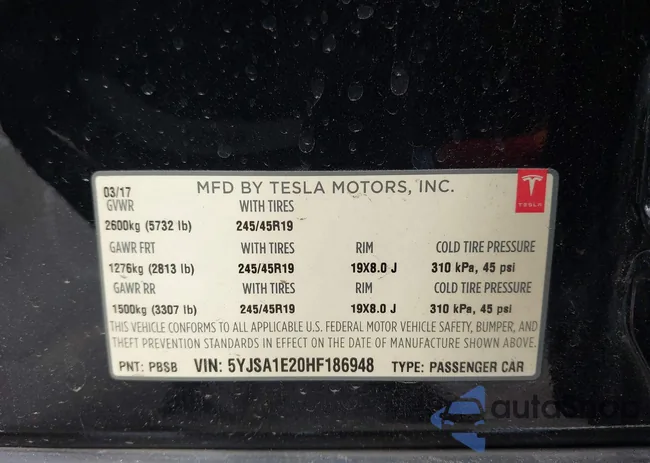 03/17 MFD BY TESLA MOTORS, INC.
TESLA
GVWR WITH TIRES
2600kg (5732 lb) 245/45R19
GAWR FRT WITH TIRES RIM COLD TIRE PRESSURE
1276kg (2813 lb) 245/45R19 19X8.0 J 310 kPa, 45 psi
GAWR RR WITH TIRES RIM COLD TIRE PRESSURE
1500kg (3307 lb) 245/45R19 19X8.0 J 310 kPa, 45 psi
THIS VEHICLE CONFORMS TO ALL APPLICABLE U.S. FEDERAL MOTOR VEHICLE SAFETY, BUMPER, AND
THEFT PREVENTION STANDARDS IN EFFECT ON THE DATE OF MANUFACTURE SHOWN ABOVE.
PNT: PBSB VIN: 5YJSA1E20HF186948 TYPE: PASSENGER CAR
autoShop